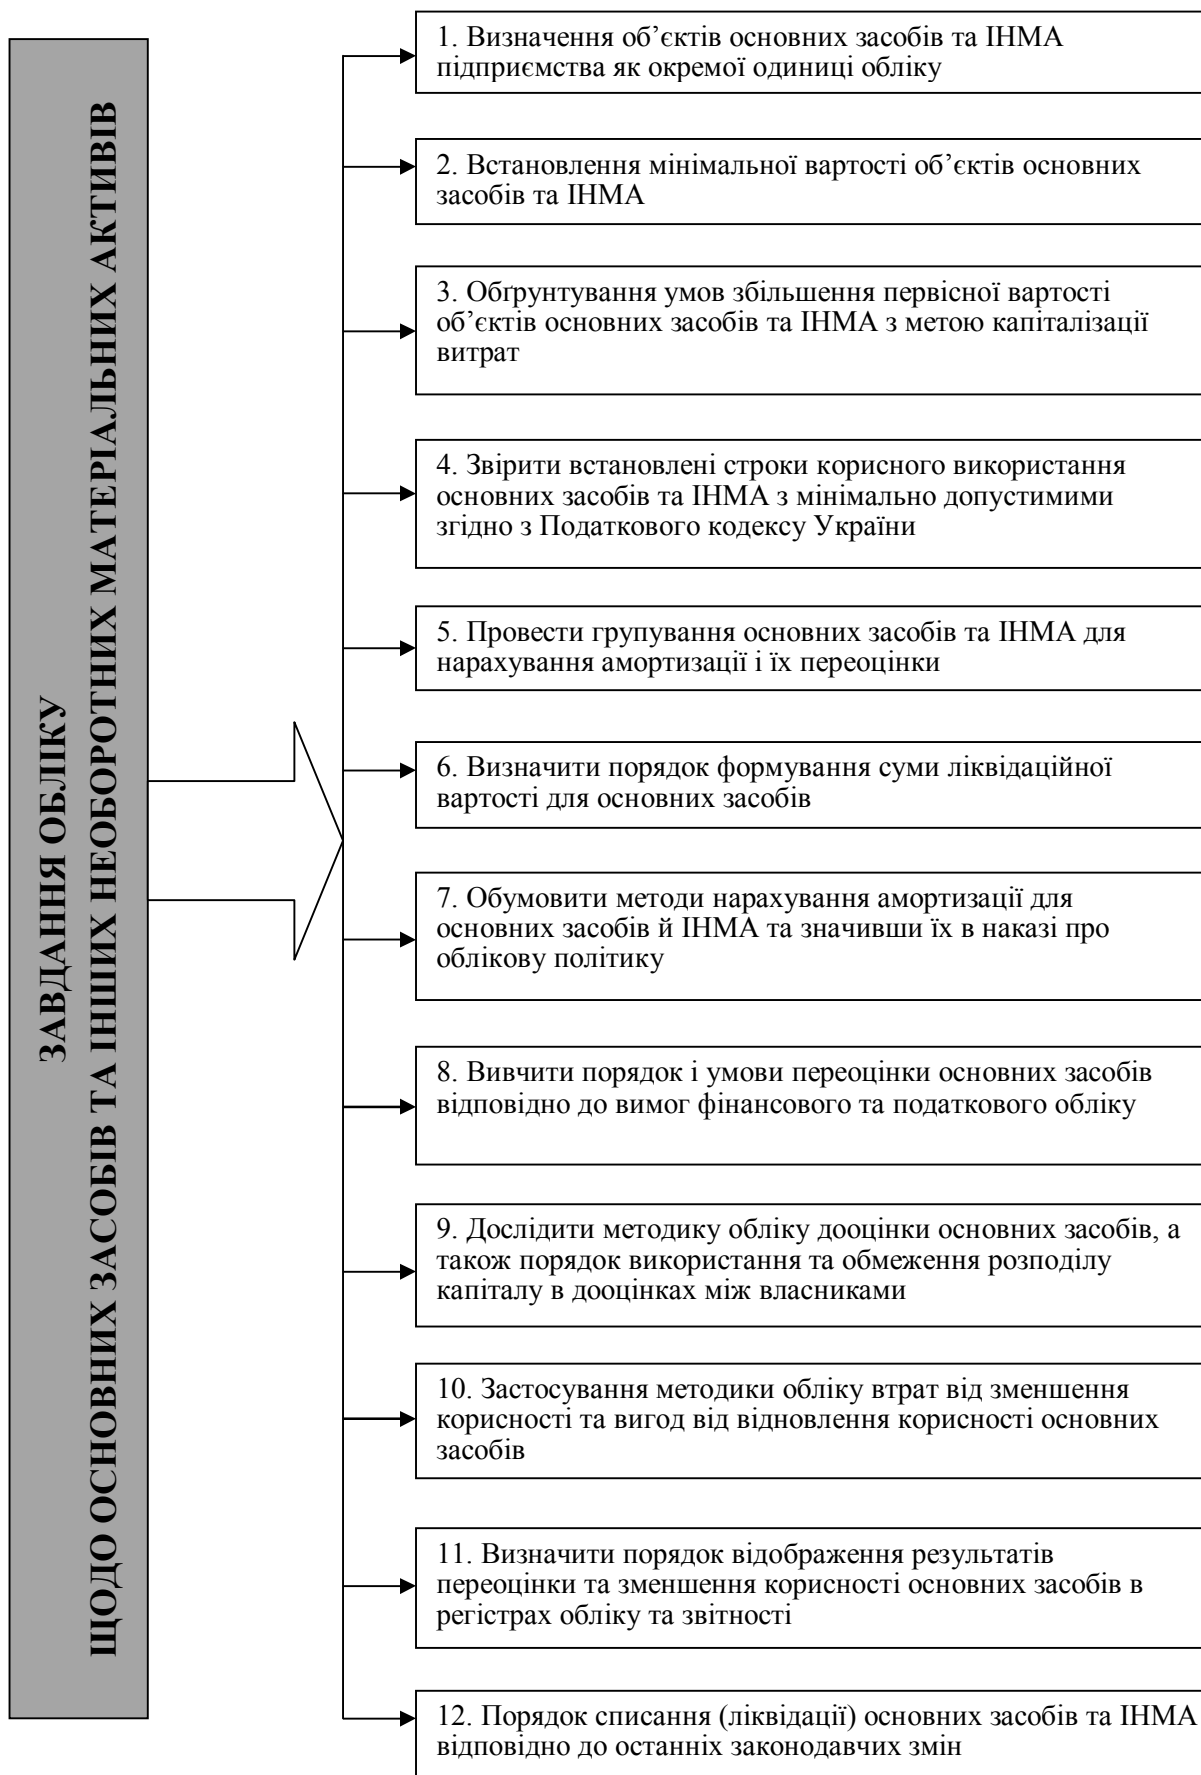 ЗАВДАННЯ ОБЛІКУ
ЩОДО ОСНОВНИХ ЗАСОБІВ ТА ІНШИХ НЕОБОРОТНИХ МАТЕРІАЛЬНИХ АКТИВІВ
1. Визначення об’єктів основних засобів та ІНМА
підприємства як окремої одиниці обліку
2. Встановлення мінімальної вартості об’єктів основних
засобів та ІНМА
3. Обґрунтування умов збільшення первісної вартості
об’єктів основних засобів та ІНМА з метою капіталізації
витрат
4. Звірити встановлені строки корисного використання
основних засобів та ІНМА з мінімально допустимими
згідно з Податкового кодексу України
5. Провести групування основних засобів та ІНМА для
нарахування амортизації і їх переоцінки
6. Визначити порядок формування суми ліквідаційної
вартості для основних засобів
7. Обумовити методи нарахування амортизації для
основних засобів й ІНМА та значивши їх в наказі про
облікову політику
8. Вивчити порядок і умови переоцінки основних засобів
відповідно до вимог фінансового та податкового обліку
9. Дослідити методику обліку дооцінки основних засобів, а
також порядок використання та обмеження розподілу
капіталу в дооцінках між власниками
10. Застосування методики обліку втрат від зменшення
корисності та вигод від відновлення корисності основних
засобів
11. Визначити порядок відображення результатів
переоцінки та зменшення корисності основних засобів в
регістрах обліку та звітності
12. Порядок списання (ліквідації) основних засобів та ІНМА
відповідно до останніх законодавчих змін